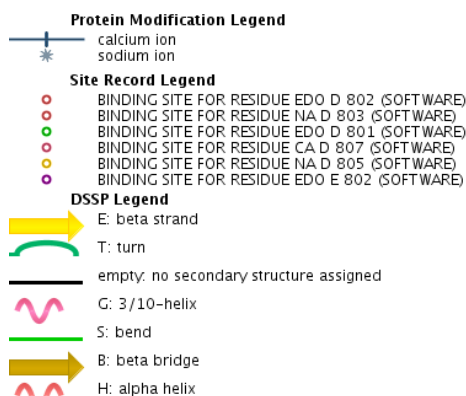 Protein Modification Legend
calcium ion
sodium ion
Site Record Legend
BINDING SITE FOR RESIDUE EDO D 802 (SOFTWARE)
BINDING SITE FOR RESIDUE NA D 803 (SOFTWARE)
BINDING SITE FOR RESIDUE EDO D 801 (SOFTWARE)
BINDING SITE FOR RESIDUE CA D 807 (SOFTWARE)
BINDING SITE FOR RESIDUE NA D 805 (SOFTWARE)
BINDING SITE FOR RESIDUE EDO E 802 (SOFTWARE)
DSSP Legend
E: beta strand
T: turn
empty: no secondary structure assigned
G: 3/10-helix
S: bend
B: beta bridge
H: alpha helix